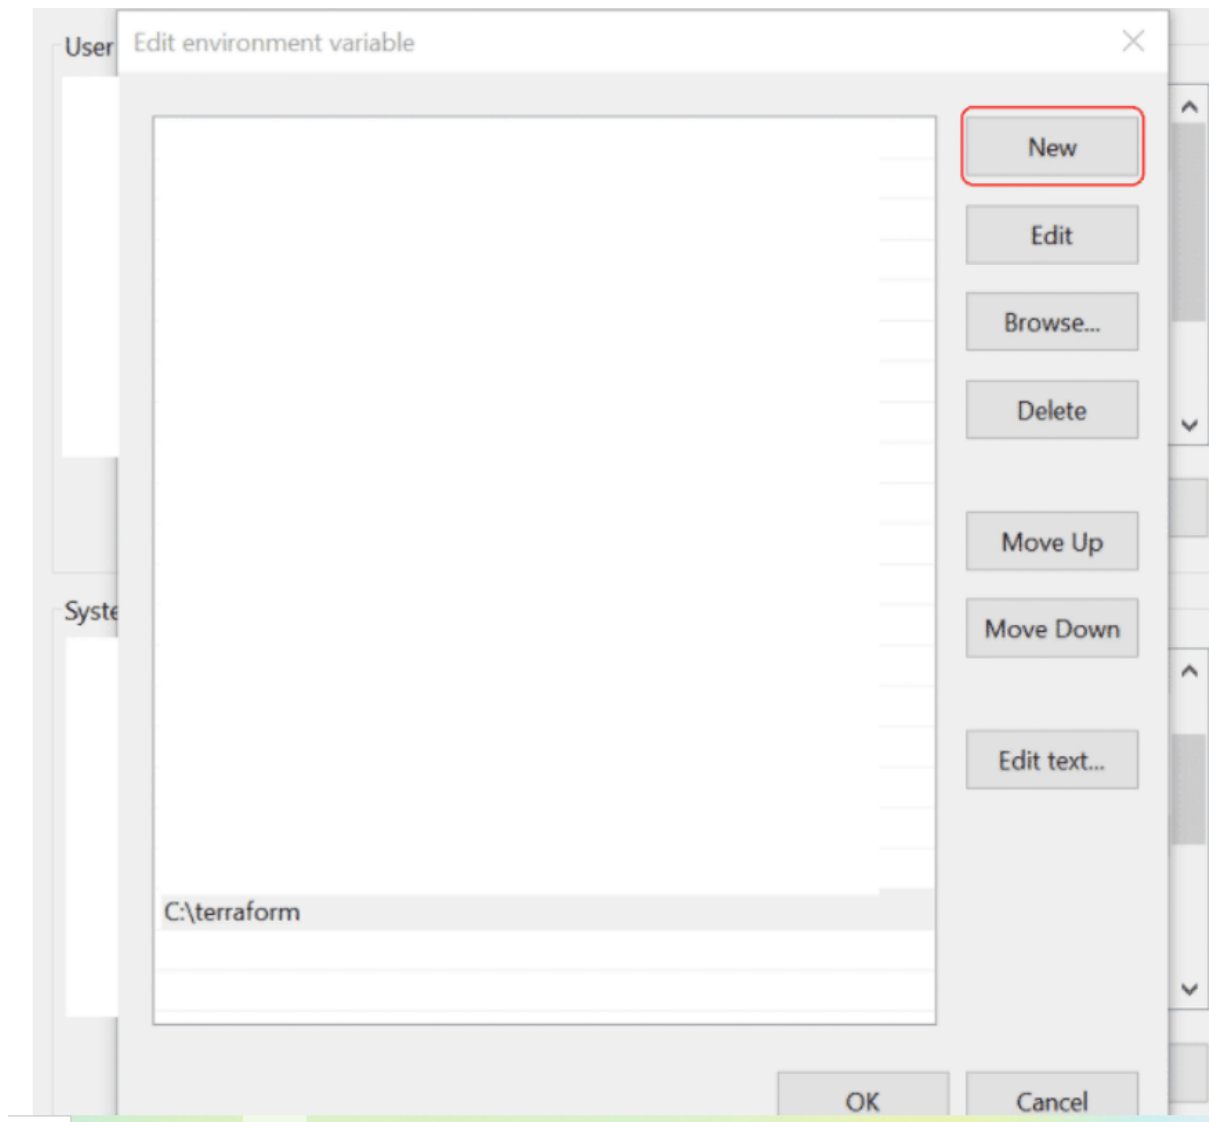 User
Edit environment variable
New
Edit
Browse...
Delete
Move Up
Syste
Move Down
Edit text...
C:\terraform
OK
Cancel